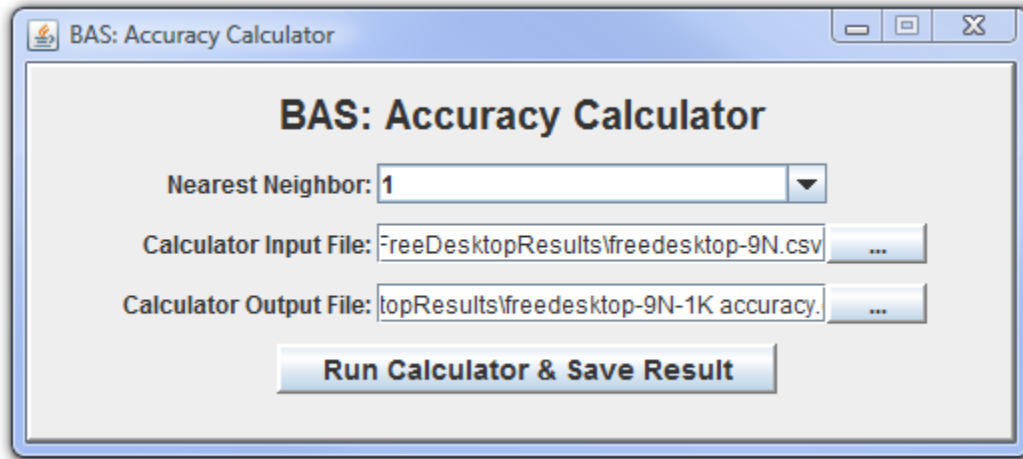 BAS: Accuracy Calculator
BAS: Accuracy Calculator
Nearest Neighbor: 1
Calculator Input File: FreeDesktopResults\freedesktop-9N.csv ...
Calculator Output File: topResults\freedesktop-9N-1K accuracy. ...
Run Calculator & Save Result